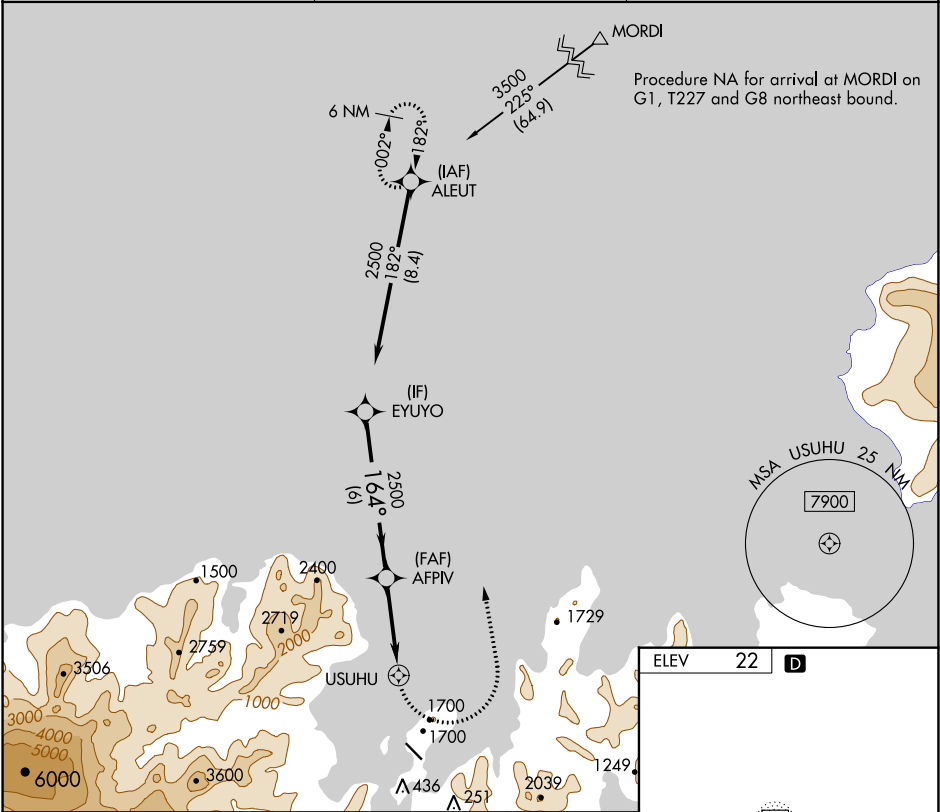 MORDI
3500
225°
(64.9)
Procedure NA for arrival at MORDI on
G1, T227 and G8 northeast bound.
6 NM
002°
182°
(IAF)
ALEUT
2500
182°
(8.4)
(IF)
EYUYO
2500
164°
(6)
(FAF)
AFPIV
MSA USUHU 25 NM
7900
1500
2400
2719
2000
2759
3506
1729
USUHU
1000
3000
4000
5000
6000
3600
1700
1700
436
251
2039
1249
ELEV 22 D